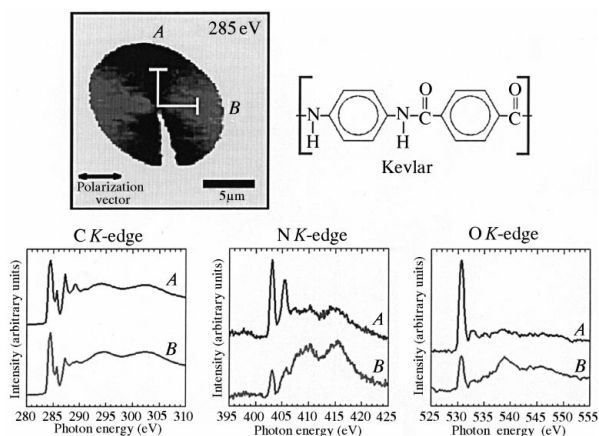 A
285 eV
B
Polarization
vector
5µm
N
H
N
H
O
C
O
C
Kevlar
C K-edge
Intensity (arbitrary units)
A
B
280 285 290 295 300 305 310
Photon energy (eV)
N K-edge
Intensity (arbitrary units)
A
B
395 400 405 410 415 420 425
Photon energy (eV)
O K-edge
Intensity (arbitrary units)
A
B
525 530 535 540 545 550 555
Photon energy (eV)